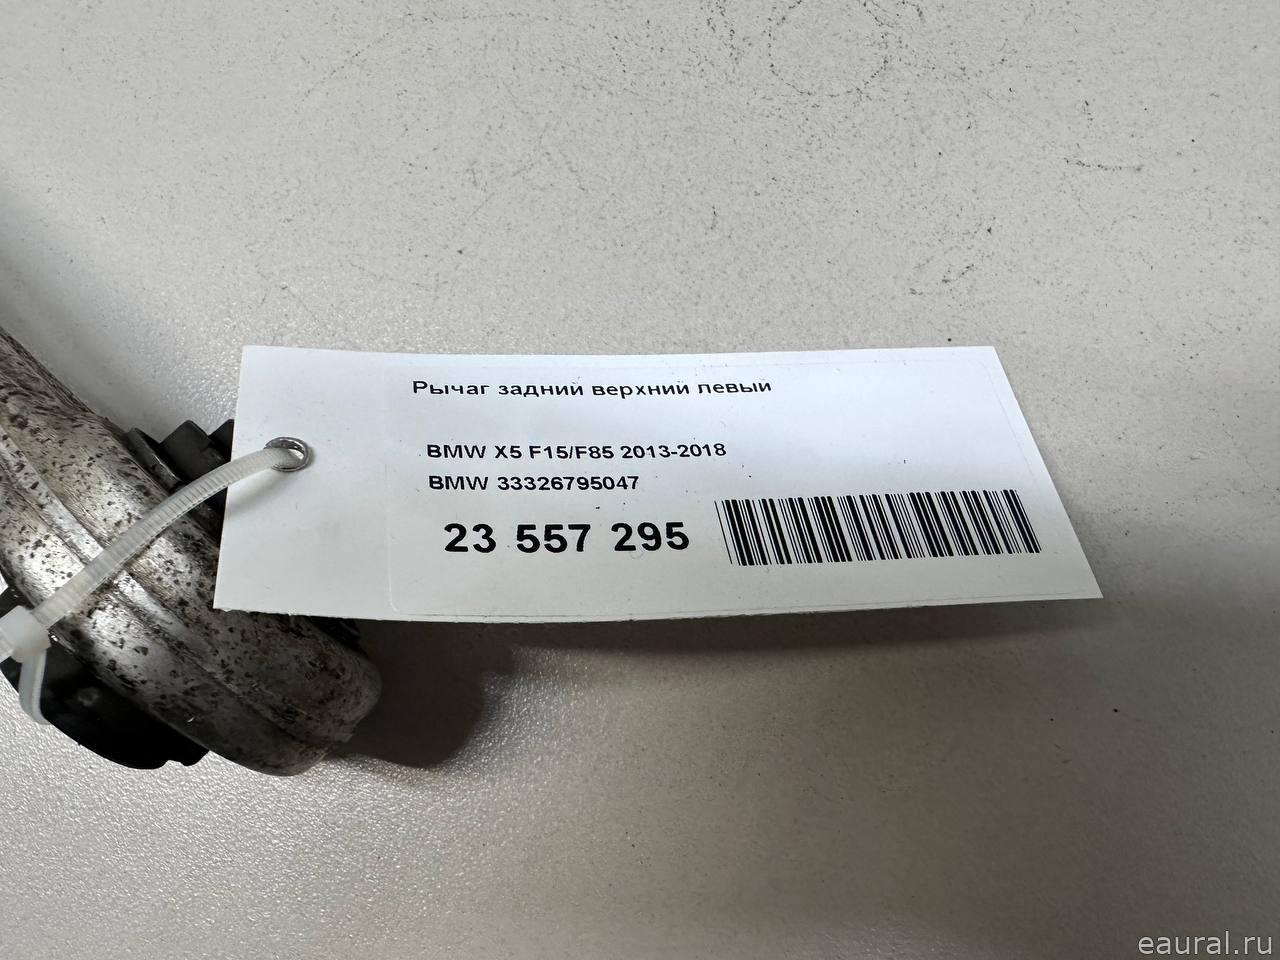 Рычаг задний верхний левый
BMW X5 F15/F85 2013-2018
BMW 33326795047
23 557 295
eaural.ru